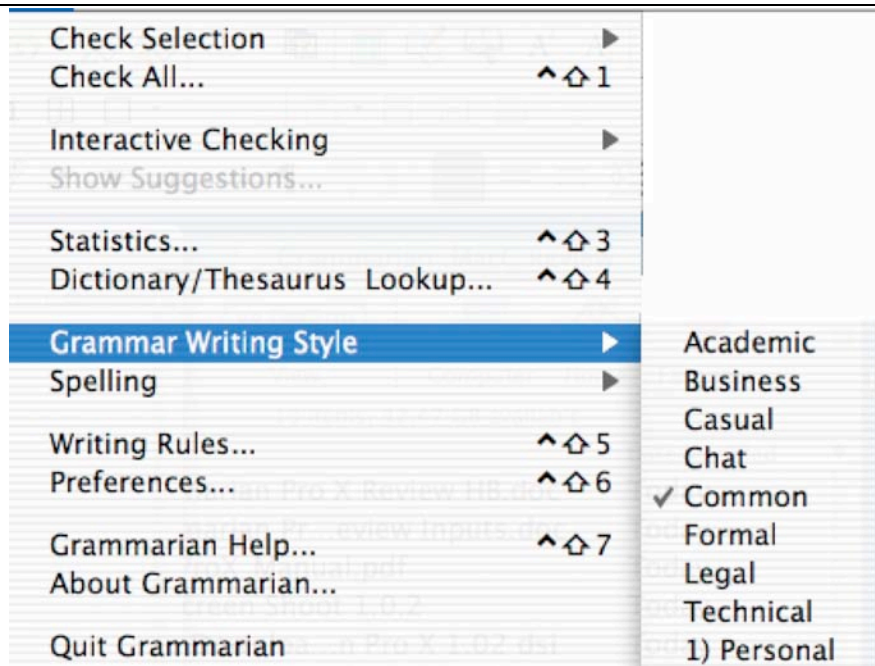 Check Selection ▶
Check All... ^⇧1
Interactive Checking ▶
Show Suggestions...
Statistics... ^⇧3
Dictionary/Thesaurus Lookup... ^⇧4
Grammar Writing Style ▶
Spelling ▶
Writing Rules... ^⇧5
Preferences... ^⇧6
Grammarian Help... ^⇧7
About Grammarian...
Quit Grammarian
Academic
Business
Casual
Chat
✓ Common
Formal
Legal
Technical
1) Personal